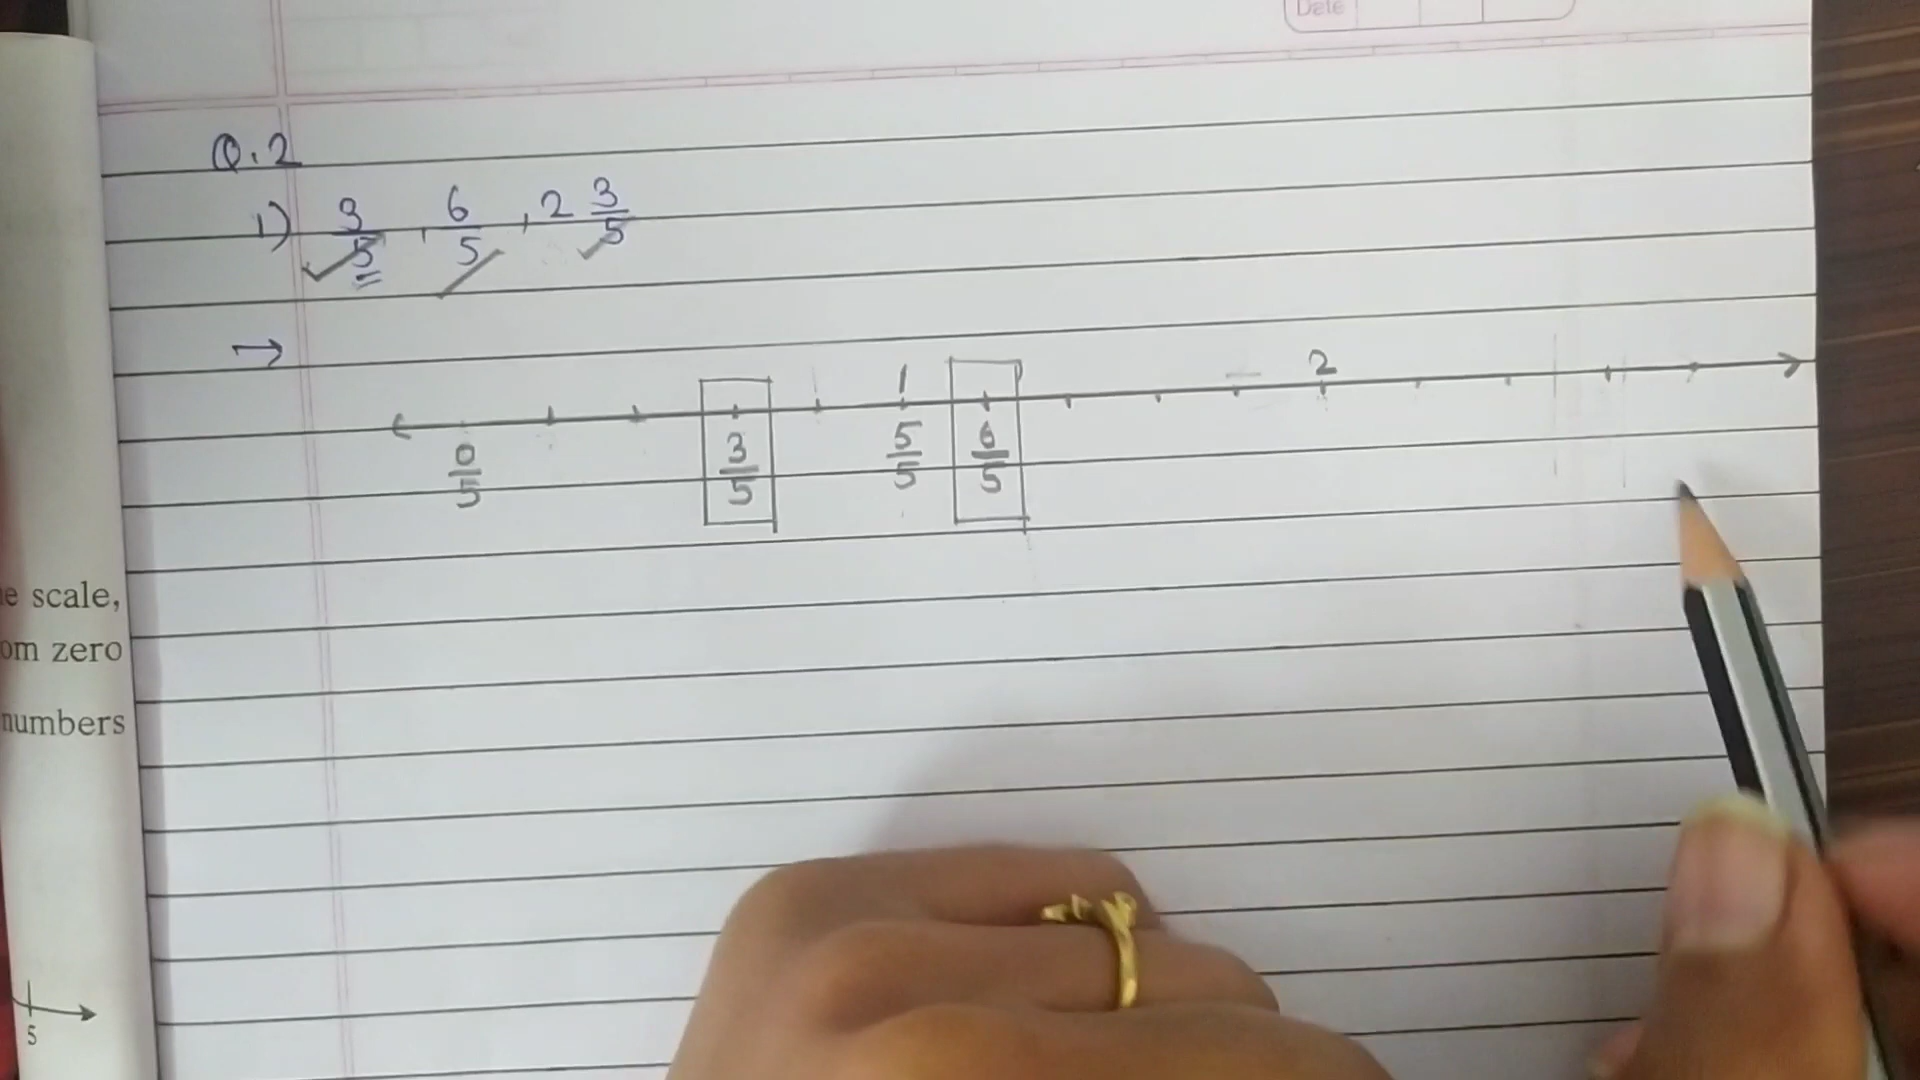 Date
Q.2
1) 3/5, 6/5, 2 3/5
→
1 2
0/5 3/5 5/5 6/5
scale,
zero
numbers
5